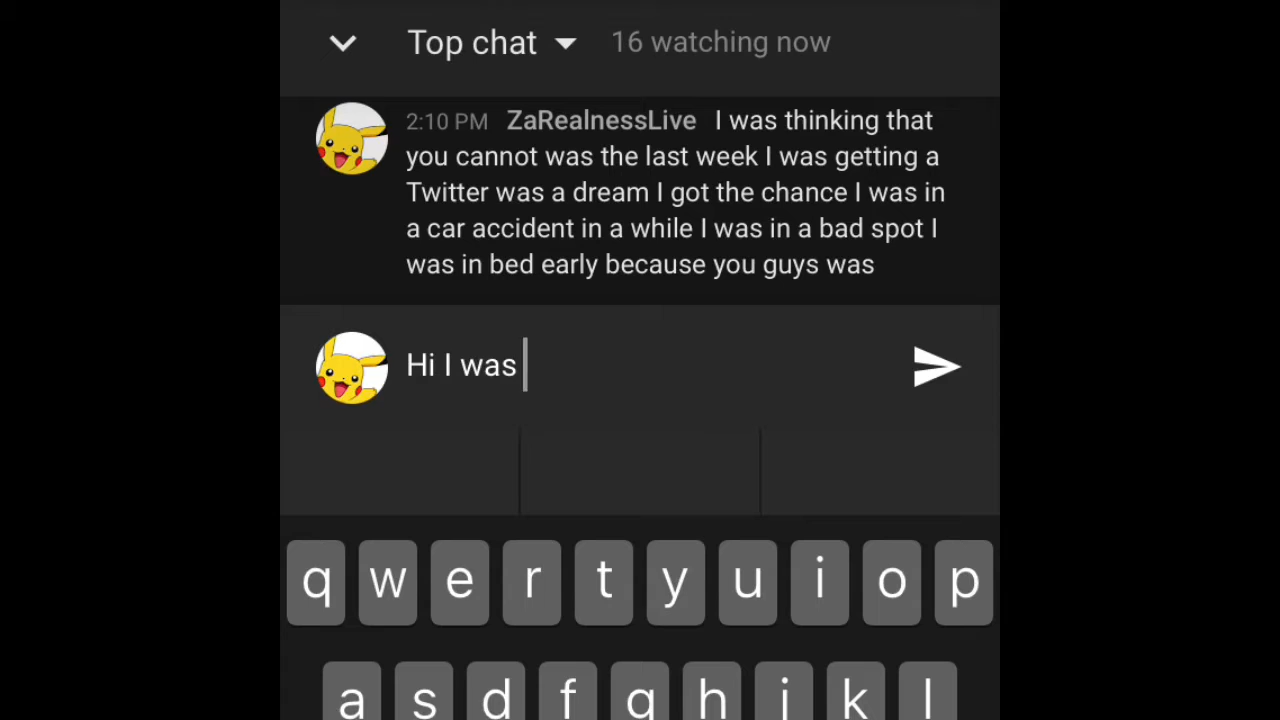 Top chat 16 watching now
2:10 PM ZaRealnessLive I was thinking that
you cannot was the last week I was getting a
Twitter was a dream I got the chance I was in
a car accident in a while I was in a bad spot I
was in bed early because you guys was
Hi I was
q w e r t y u i o p
a s d f g h j k l